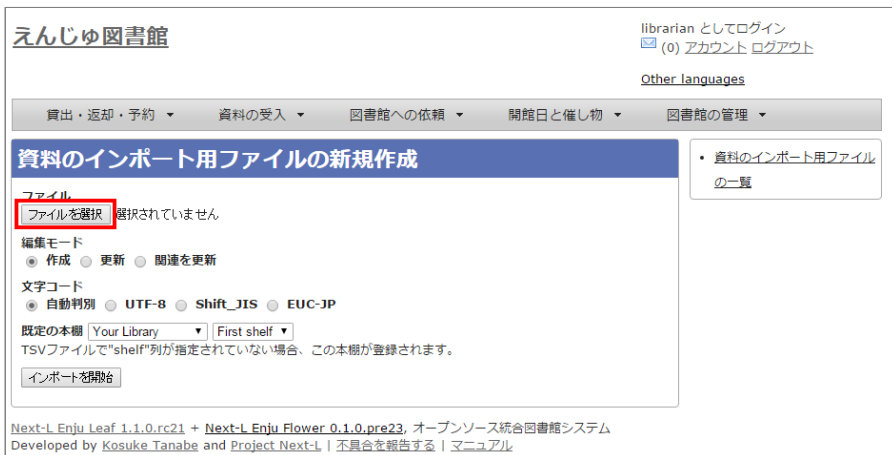 えんじゅ図書館
librarian としてログイン
(0) アカウント ログアウト
Other languages
貸出・返却・予約 ▼ 資料の受入 ▼ 図書館への依頼 ▼ 開館日と催し物 ▼ 図書館の管理 ▼
資料のインポート用ファイルの新規作成
ファイル
ファイルを選択 選択されていません
編集モード
作成 更新 関連を更新
文字コード
自動判別 UTF-8 Shift_JIS EUC-JP
既定の本棚 Your Library ▼ First shelf ▼
TSVファイルで"shelf"列が指定されていない場合、この本棚が登録されます。
インポートを開始
• 資料のインポート用ファイル
の一覧
Next-L Enju Leaf 1.1.0.rc21 + Next-L Enju Flower 0.1.0.pre23, オープンソース統合図書館システム
Developed by Kosuke Tanabe and Project Next-L | 不具合を報告する | マニュアル